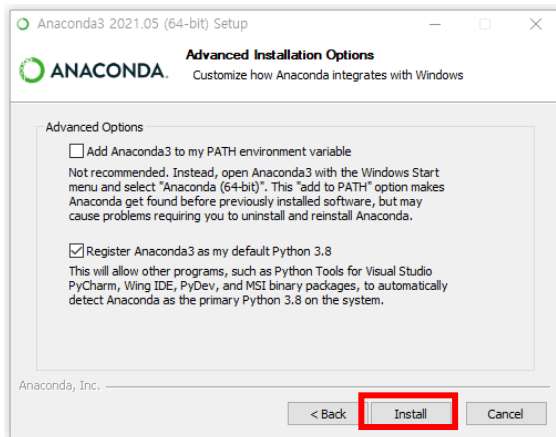 Anaconda3 2021.05 (64-bit) Setup
ANACONDA.
Advanced Installation Options
Customize how Anaconda integrates with Windows
Advanced Options
Add Anaconda3 to my PATH environment variable
Not recommended. Instead, open Anaconda3 with the Windows Start
menu and select "Anaconda (64-bit)". This "add to PATH" option makes
Anaconda get found before previously installed software, but may
cause problems requiring you to uninstall and reinstall Anaconda.
Register Anaconda3 as my default Python 3.8
This will allow other programs, such as Python Tools for Visual Studio
PyCharm, Wing IDE, PyDev, and MSI binary packages, to automatically
detect Anaconda as the primary Python 3.8 on the system.
Anaconda, Inc.
< Back Install Cancel